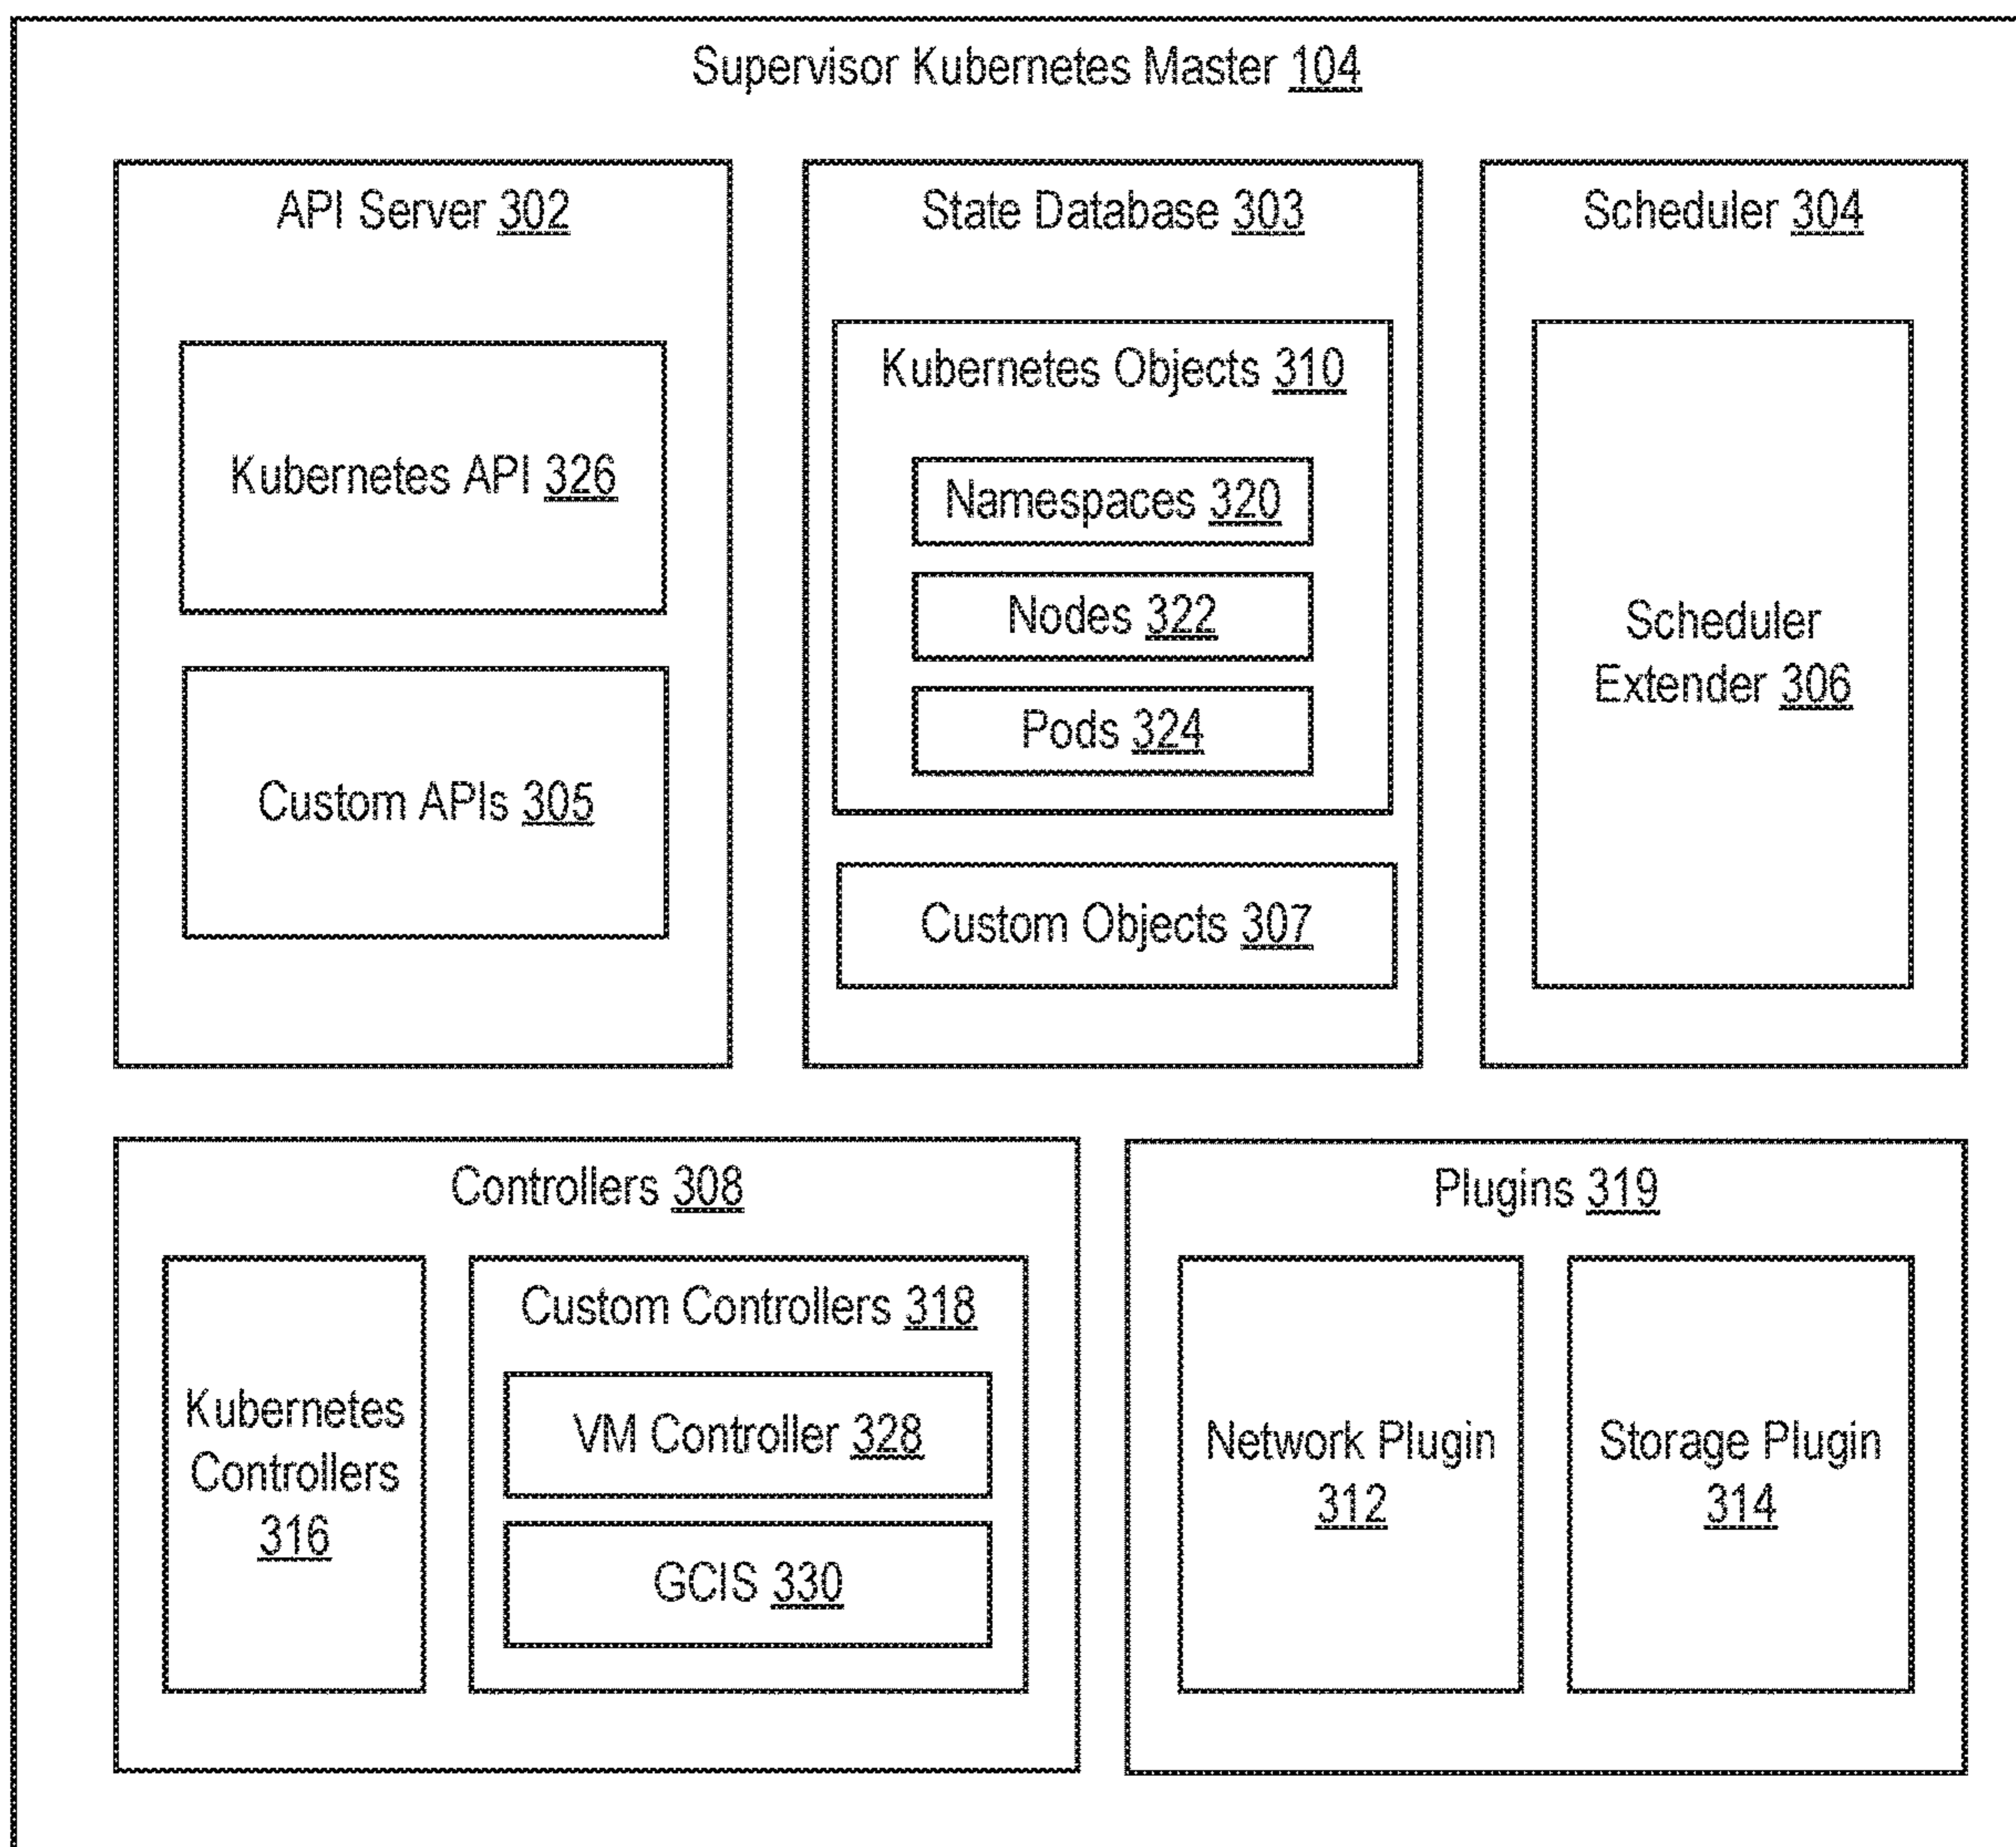 Supervisor Kubernetes Master 104
API Server 302
Kubernetes API 326
Custom APIs 305
State Database 303
Kubernetes Objects 310
Namespaces 320
Nodes 322
Pods 324
Custom Objects 307
Scheduler 304
Scheduler
Extender 306
Controllers 308
Kubernetes
Controllers
316
Custom Controllers 318
VM Controller 328
GCIS 330
Plugins 319
Network Plugin
312
Storage Plugin
314